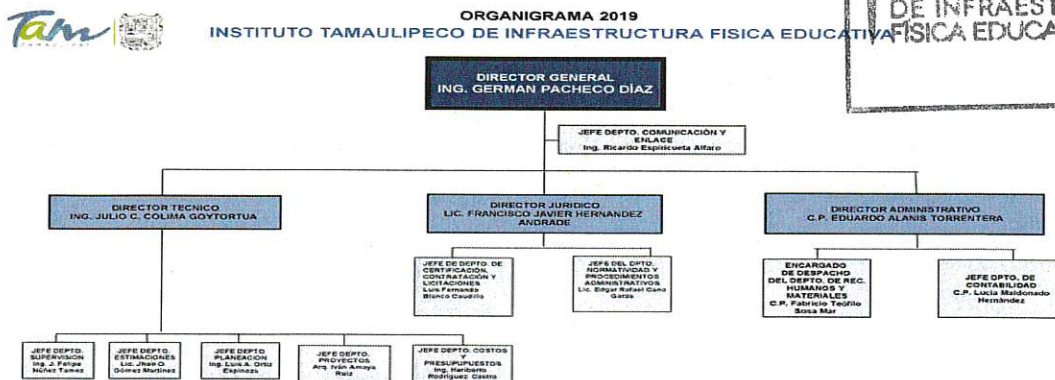 Tam
TAMAULIPAS
ORGANIGRAMA 2019
INSTITUTO TAMAULIPECO DE INFRAESTRUCTURA FISICA EDUCATIVA
DE INFRAEST
FÍSICA EDUCA
DIRECTOR GENERAL
ING. GERMAN PACHECO DÍAZ
JEFE DEPTO. COMUNICACIÓN Y
ENLACE
Ing. Ricardo Espiricueta Alfaro
DIRECTOR TECNICO
ING. JULIO C. COLIMA GOYTORTUA
DIRECTOR JURIDICO
LIC. FRANCISCO JAVIER HERNANDEZ
ANDRADE
DIRECTOR ADMINISTRATIVO
C.P. EDUARDO ALANIS TORRENTERA
JEFE DE DEPTO. DE
CERTIFICACIÓN,
CONTRATACIÓN Y
LICITACIONES
Luis Fernando
Blanco Caudillo
JEFE DEL DPTO.
NORMATIVIDAD Y
PROCEDIMIENTOS
ADMINISTRATIVOS
Lic. Edgar Rafael Cano
Garza
ENCARGADO
DE DESPACHO
DEL DEPTO. DE REC.
HUMANOS Y
MATERIALES
C.P. Fabricio Teófilo
Sosa Mar
JEFE DPTO. DE
CONTABILIDAD
C.P. Lucia Maldonado
Hernández
JEFE DEPTO.
SUPERVISION
Ing. J. Felipe
Núñez Tamez
JEFE DEPTO.
ESTIMACIONES
Lic. Jhon O.
Gómez Martínez
JEFE DEPTO.
PLANEACION
Ing. Luis A. Ortiz
Espinoza
JEFE DEPTO.
PROYECTOS
Arq. Iván Amaya
Ruiz
JEFE DEPTO. COSTOS
Y
PRESUPUESTOS
Ing. Heriberto
Rodríguez Castro